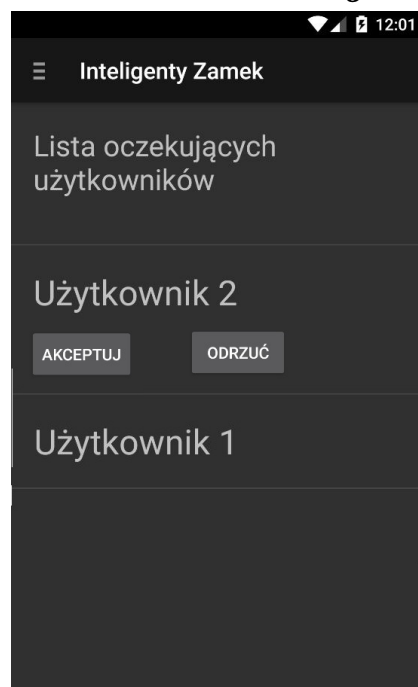 12:01
Inteligenty Zamek
Lista oczekujących
użytkowników
Użytkownik 2
AKCEPTUJ ODRZUĆ
Użytkownik 1